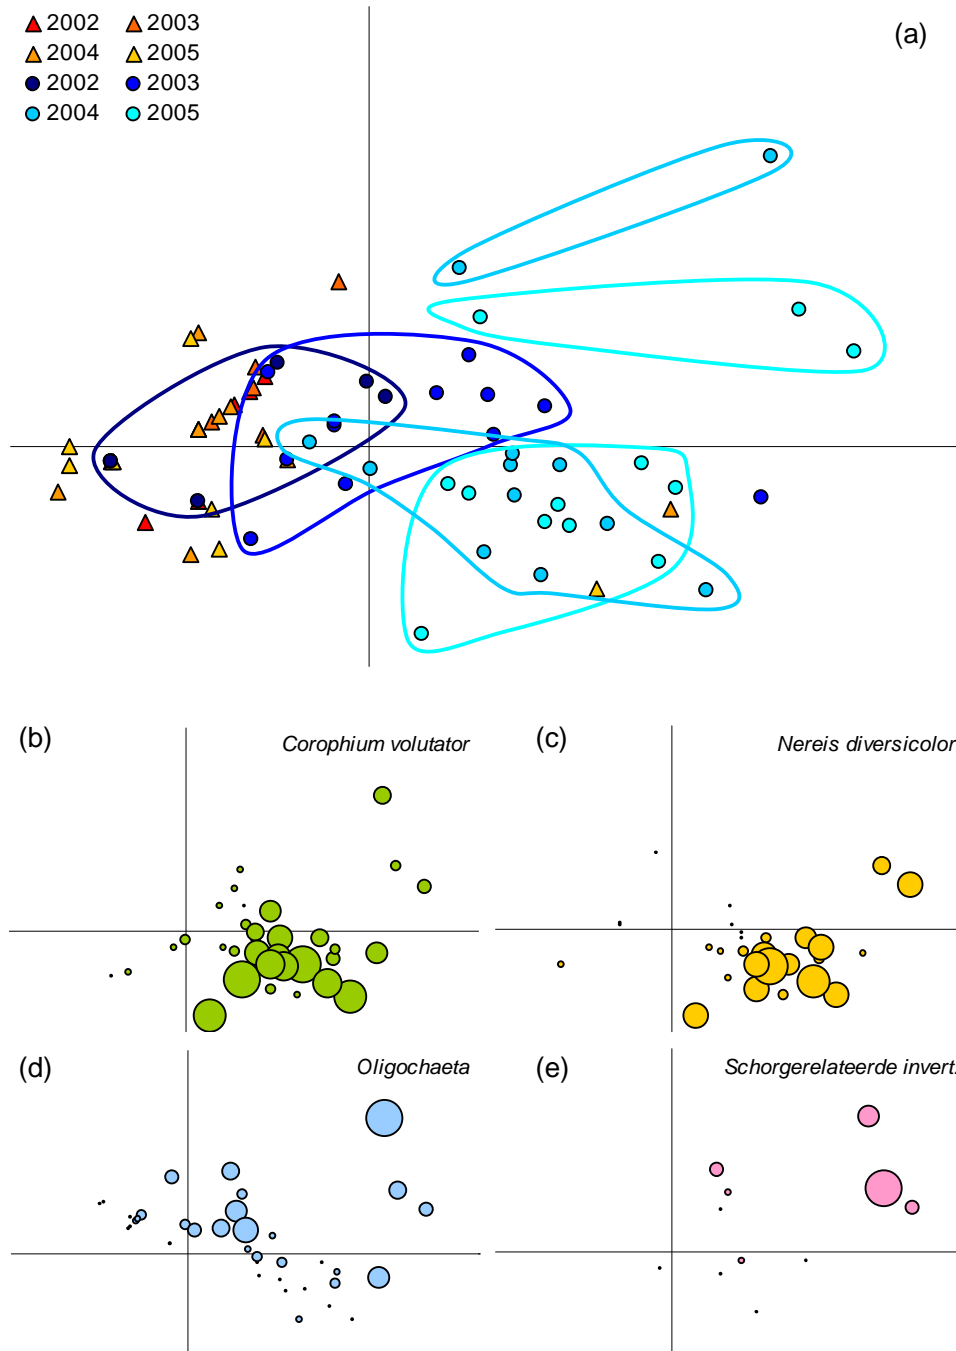 2002 2003
2004 2005
2002 2003
2004 2005
(a)
(b) Corophium volutator
(c) Nereis diversicolor
(d) Oligochaeta
(e) Schorgerelateerde invert.